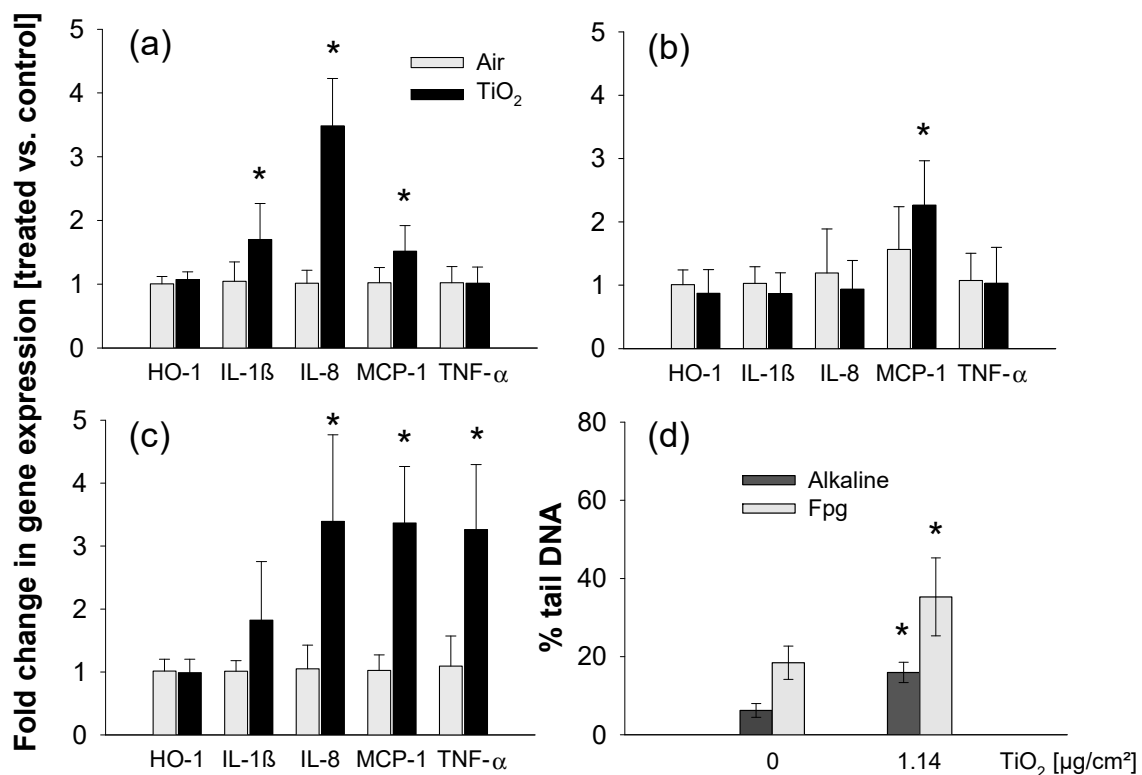 Fold change in gene expression [treated vs. control]
(a)
Air
TiO₂
5
4
3
2
1
0
*
*
*
HO-1 IL-1ß IL-8 MCP-1 TNF-α
(b)
5
4
3
2
1
0
*
HO-1 IL-1ß IL-8 MCP-1 TNF-α
(c)
5
4
3
2
1
0
* * *
HO-1 IL-1ß IL-8 MCP-1 TNF-α
(d)
Alkaline
Fpg
% tail DNA
80
60
40
20
0
*
*
0 1.14 TiO₂ [µg/cm²]